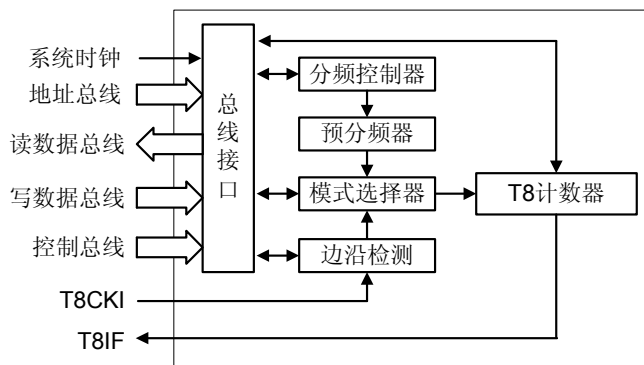 系统时钟
地址总线
读数据总线
写数据总线
控制总线
T8CKI
T8IF
总线接口
分频控制器
预分频器
模式选择器
边沿检测
T8计数器